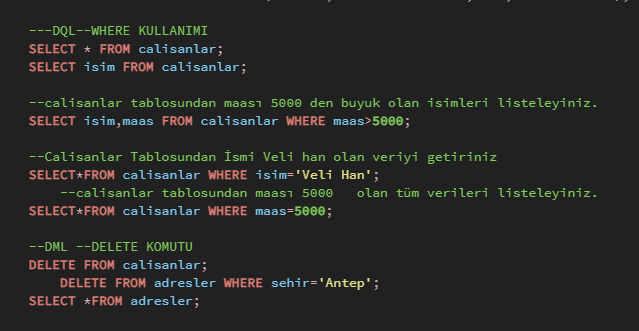 ---DQL--WHERE KULLANIMI
SELECT * FROM calisanlar;
SELECT isim FROM calisanlar;
--calisanlar tablosundan maası 5000 den buyuk olan isimleri listeleyiniz.
SELECT isim,maas FROM calisanlar WHERE maas>5000;
--Calisanlar Tablosundan İsmi Veli han olan veriyi getiriniz
SELECT*FROM calisanlar WHERE isim='Veli Han';
--calisanlar tablosundan maası 5000   olan tüm verileri listeleyiniz.
SELECT*FROM calisanlar WHERE maas=5000;
--DML --DELETE KOMUTU
DELETE FROM calisanlar;
DELETE FROM adresler WHERE sehir='Antep';
SELECT *FROM adresler;